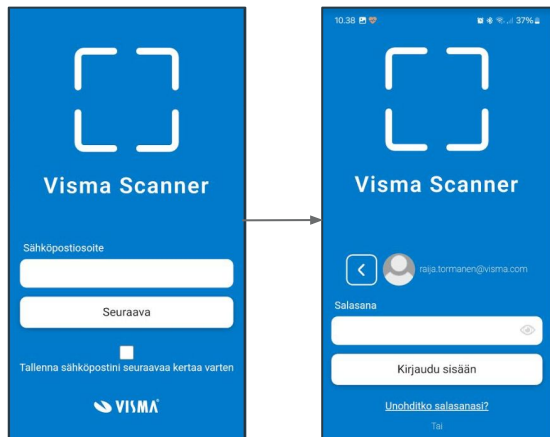 Visma Scanner
Sähköpostiosoite
Seuraava
Tallenna sähköpostini seuraavaa kertaa varten
VISMA
10.38
37%
Visma Scanner
raija.tormanen@visma.com
Salasana
Kirjaudu sisään
Unohditko salasanasi?
Tai